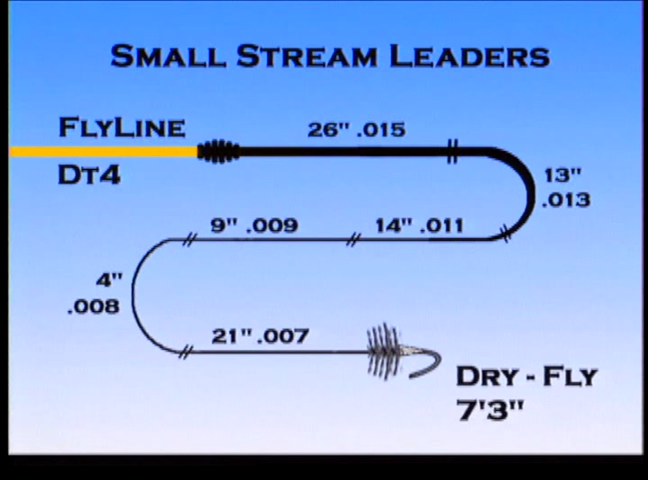 SMALL STREAM LEADERS
FLYLINE
26" .015
DT4
13"
.013
9" .009
14" .011
4"
.008
21" .007
DRY - FLY
7'3"